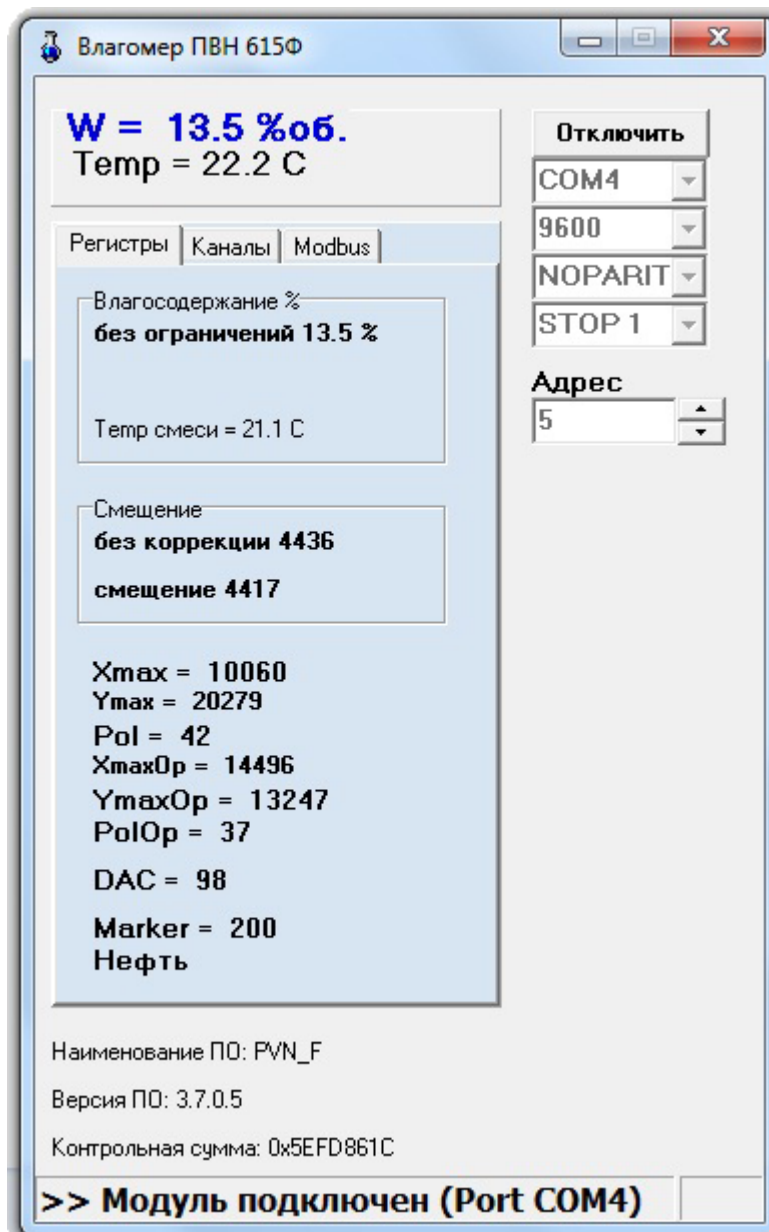 Влагомер ПВН 615Ф
W = 13.5 %об.
Temp = 22.2 C
Отключить
COM4
9600
NOPARIT
STOP 1
Адрес
5
Регистры Каналы Modbus
Влагосодержание %
без ограничений 13.5 %
Temp смеси = 21.1 C
Смещение
без коррекции 4436
смещение 4417
Xmax = 10060
Ymax = 20279
Pol = 42
XmaxOp = 14496
YmaxOp = 13247
PolOp = 37
DAC = 98
Marker = 200
Нефть
Наименование ПО: PVN_F
Версия ПО: 3.7.0.5
Контрольная сумма: 0x5EFD861C
>> Модуль подключен (Port COM4)